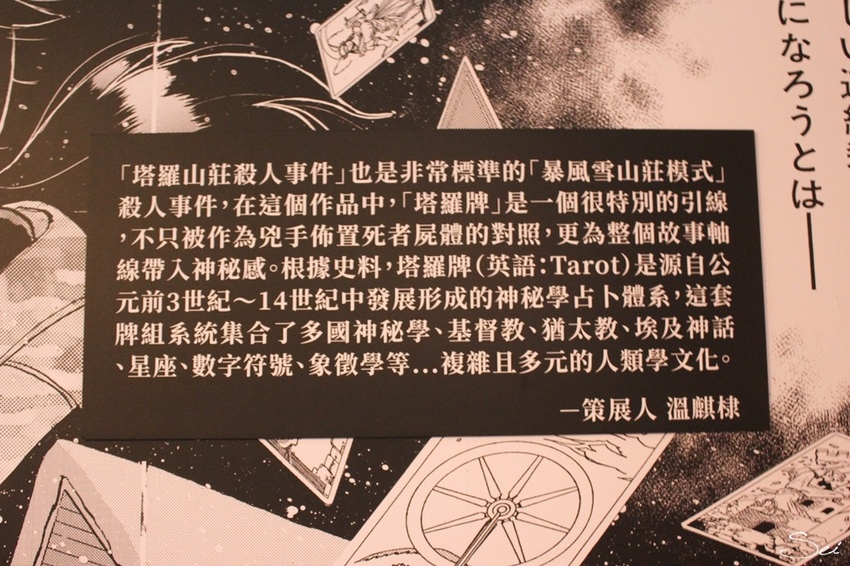 「塔羅山莊殺人事件」也是非常標準的「暴風雪山莊模式」
殺人事件,在這個作品中,「塔羅牌」是一個很特別的引線
,不只被作為兇手佈置死者屍體的對照,更為整個故事軸
線帶入神秘感。根據史料,塔羅牌(英語:Tarot)是源自公
元前3世紀～14世紀中發展形成的神秘學占卜體系,這套
牌組系統集合了多國神秘學、基督教、猶太教、埃及神話
、星座、數字符號、象徵學等...複雜且多元的人類學文化。
—策展人 溫麒棣
になろうとは——
Sei